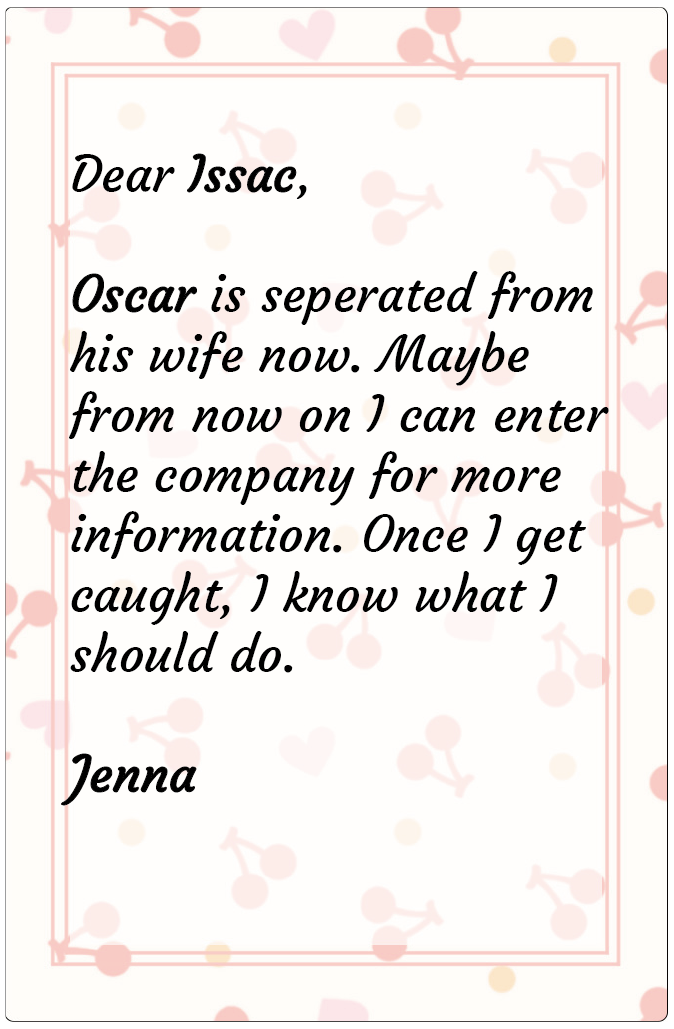 Dear Issac,
Oscar is seperated from
his wife now. Maybe
from now on I can enter
the company for more
information. Once I get
caught, I know what I
should do.
Jenna